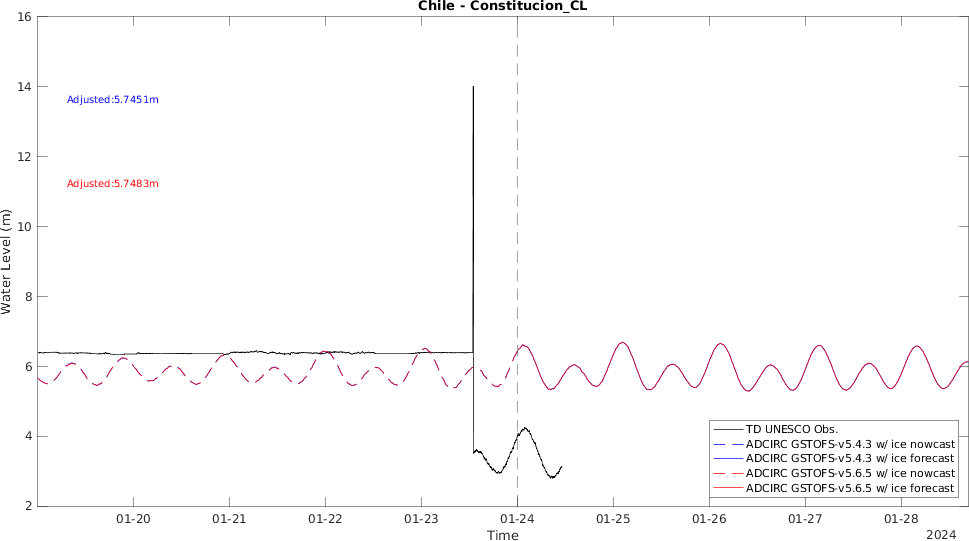 Chile - Constitucion_CL
16
14
12
10
8
6
4
2
Water Level (m)
Adjusted:5.7451m
Adjusted:5.7483m
TD UNESCO Obs.
ADCIRC GSTOFS-v5.4.3 w/ ice nowcast
ADCIRC GSTOFS-v5.4.3 w/ ice forecast
ADCIRC GSTOFS-v5.6.5 w/ ice nowcast
ADCIRC GSTOFS-v5.6.5 w/ ice forecast
01-20 01-21 01-22 01-23 01-24 01-25 01-26 01-27 01-28
Time
2024